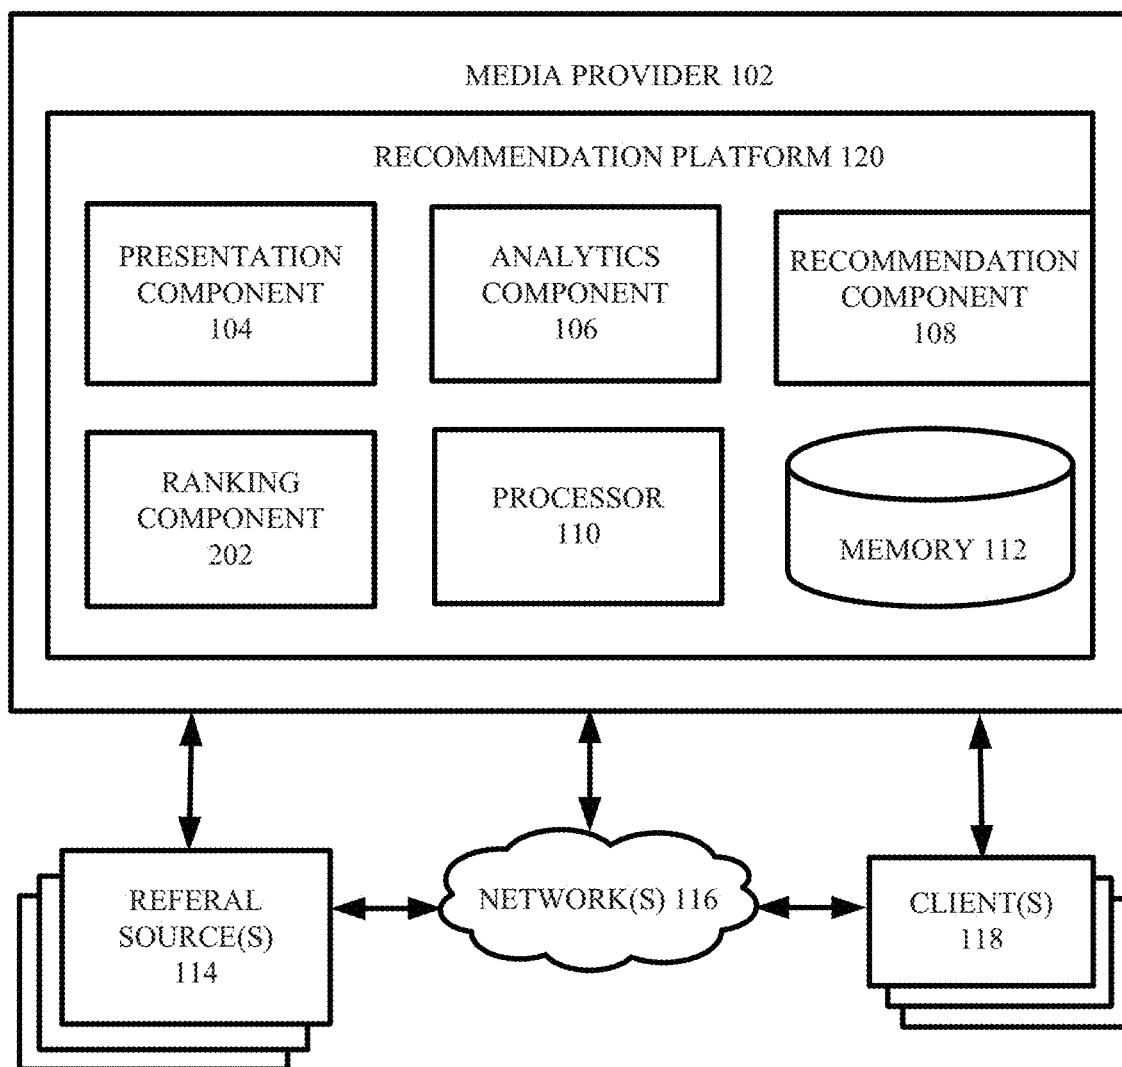 MEDIA PROVIDER 102
RECOMMENDATION PLATFORM 120
PRESENTATION
COMPONENT
104
ANALYTICS
COMPONENT
106
RECOMMENDATION
COMPONENT
108
RANKING
COMPONENT
202
PROCESSOR
110
MEMORY 112
REFERAL
SOURCE(S)
114
NETWORK(S) 116
CLIENT(S)
118